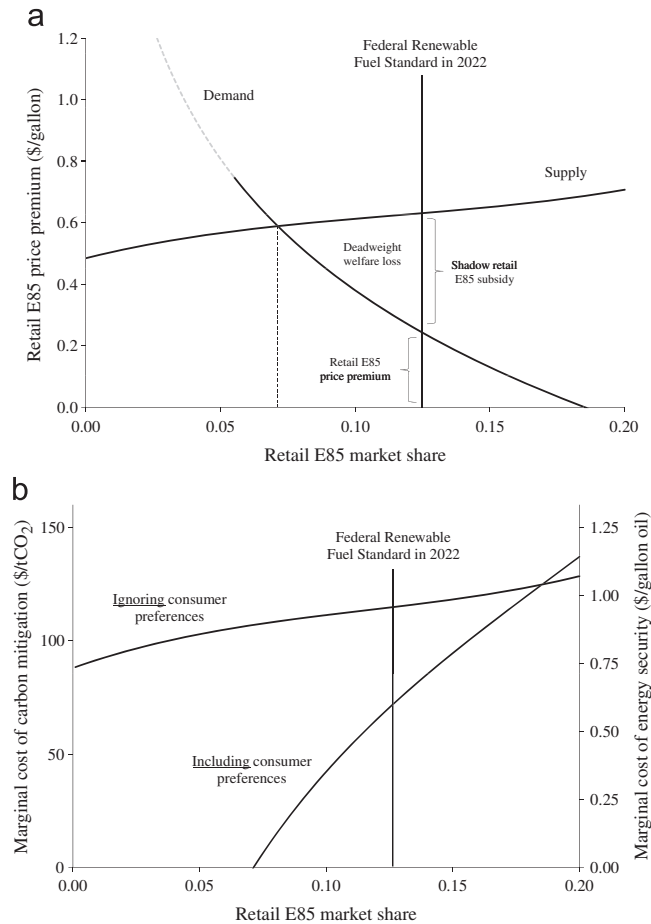 a
1.2
1.0
0.8
0.6
0.4
0.2
0.0
Retail E85 price premium ($/gallon)
Demand
Federal Renewable
Fuel Standard in 2022
Supply
Deadweight
welfare loss
Shadow retail
E85 subsidy
Retail E85
price premium
0.00 0.05 0.10 0.15 0.20
Retail E85 market share
b
Marginal cost of carbon mitigation ($/tCO₂)
150
100
50
0
Federal Renewable
Fuel Standard in 2022
Ignoring consumer
preferences
Including consumer
preferences
1.25
1.00
0.75
0.50
0.25
0.00
Marginal cost of energy security ($/gallon oil)
0.00 0.05 0.10 0.15 0.20
Retail E85 market share